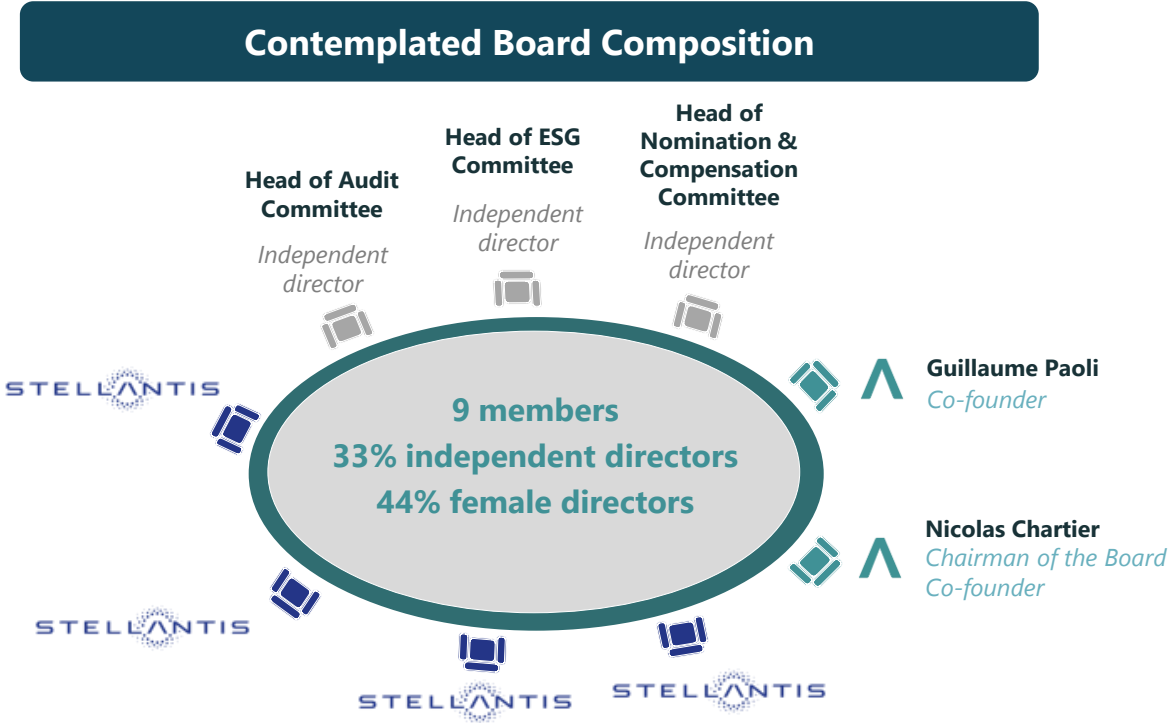 Contemplated Board Composition
Head of Audit
Committee
Independent
director
Head of ESG
Committee
Independent
director
Head of
Nomination &
Compensation
Committee
Independent
director
STELLANTIS
Guillaume Paoli
Co-founder
9 members
33% independent directors
44% female directors
Nicolas Chartier
Chairman of the Board
Co-founder
STELLANTIS
STELLANTIS
STELLANTIS